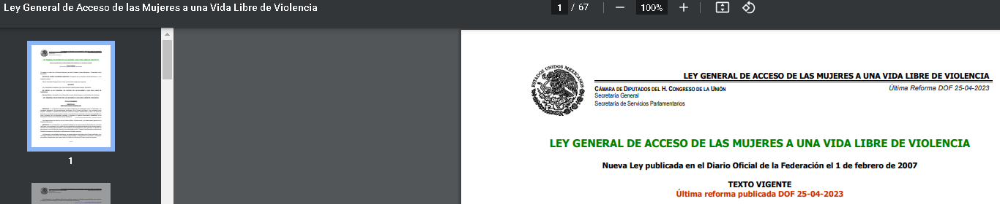 Ley General de Acceso de las Mujeres a una Vida Libre de Violencia
1 / 67
100%
ESTADOS UNIDOS MEXICANOS
LEY GENERAL DE ACCESO DE LAS MUJERES A UNA VIDA LIBRE DE VIOLENCIA
CÁMARA DE DIPUTADOS DEL H. CONGRESO DE LA UNIÓN
Última Reforma DOF 25-04-2023
Secretaría General
Secretaría de Servicios Parlamentarios
LEY GENERAL DE ACCESO DE LAS MUJERES A UNA VIDA LIBRE DE VIOLENCIA
Nueva Ley publicada en el Diario Oficial de la Federación el 1 de febrero de 2007
TEXTO VIGENTE
Última reforma publicada DOF 25-04-2023
1